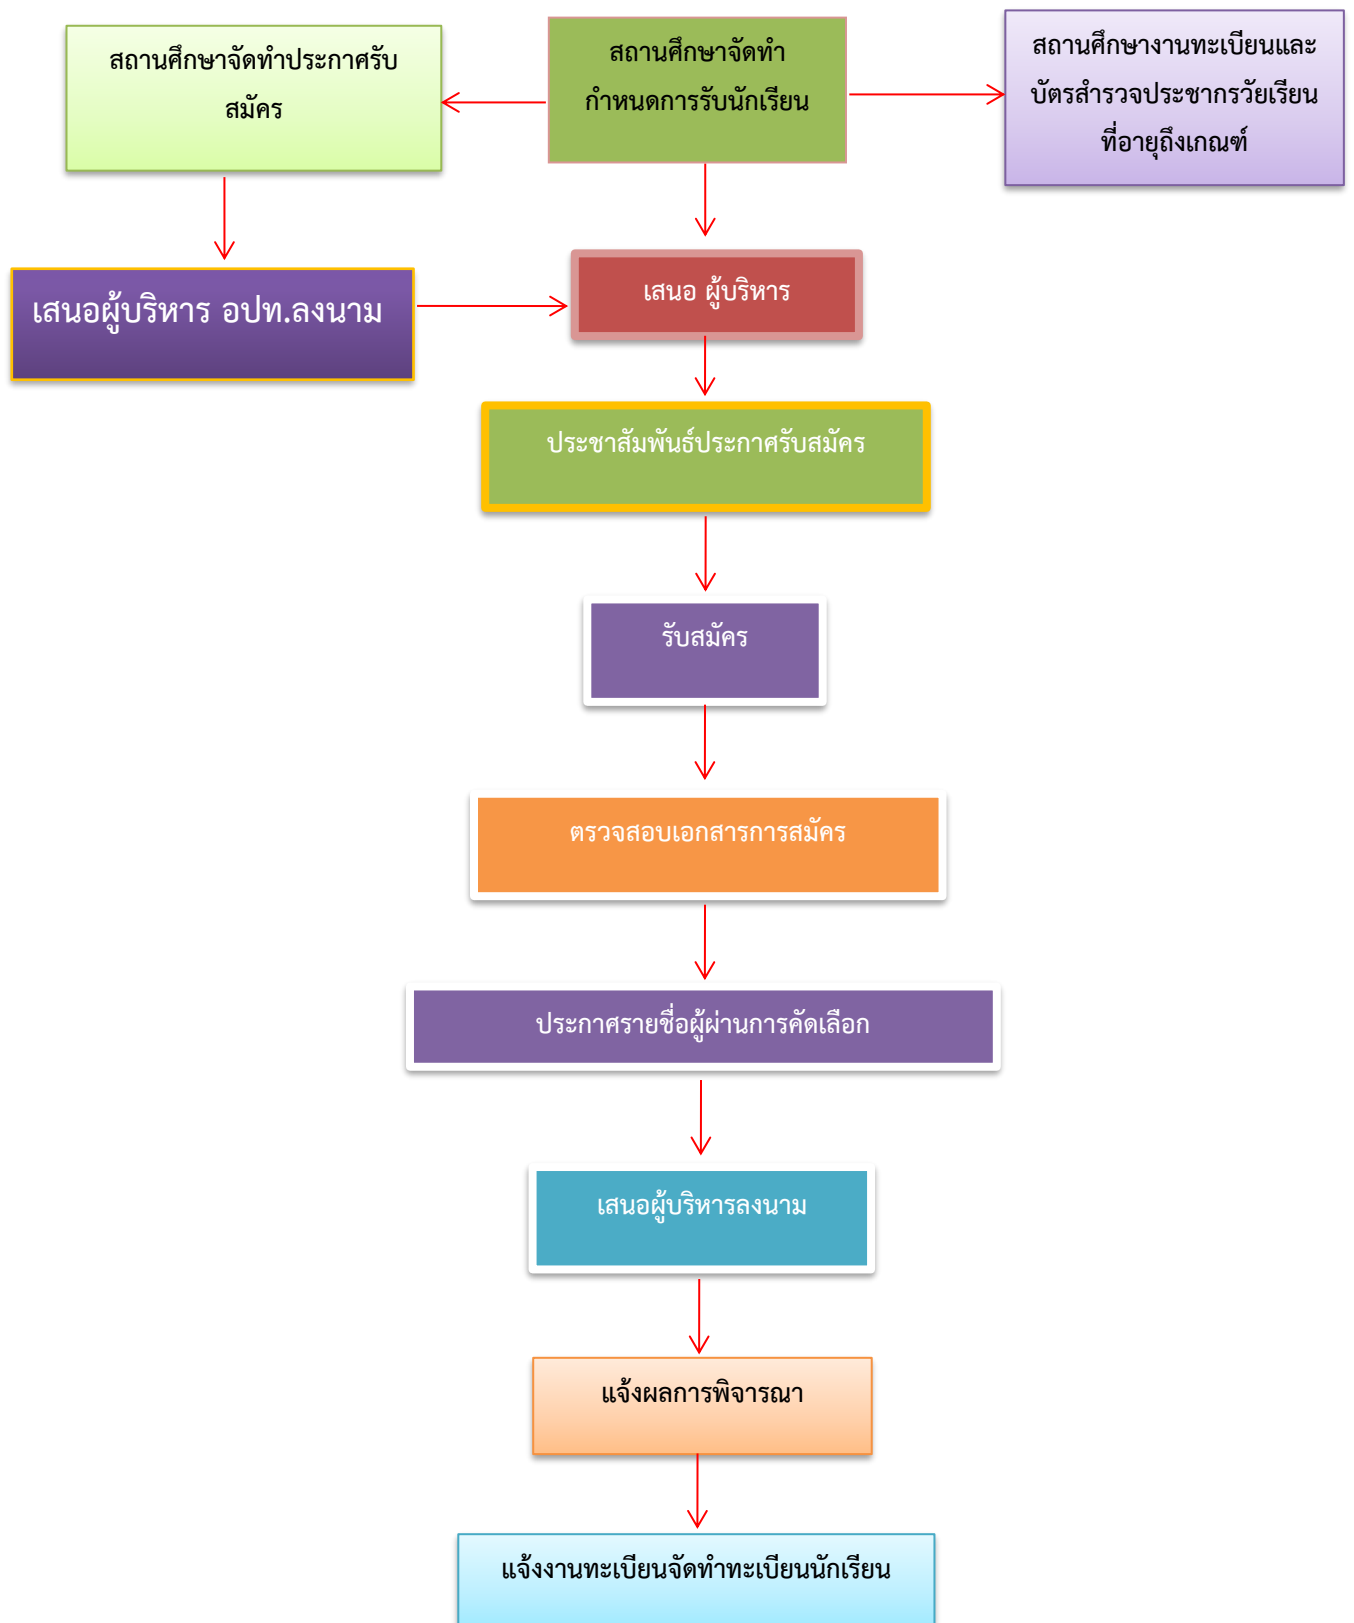 สถานศึกษาจัดทำประกาศรับ
สมัคร
สถานศึกษาจัดทำ
กำหนดการรับนักเรียน
สถานศึกษางานทะเบียนและ
บัตรสำรวจประชากรวัยเรียน
ที่อายุถึงเกณฑ์
เสนอผู้บริหาร อปท.ลงนาม
เสนอ ผู้บริหาร
ประชาสัมพันธ์ประกาศรับสมัคร
รับสมัคร
ตรวจสอบเอกสารการสมัคร
ประกาศรายชื่อผู้ผ่านการคัดเลือก
เสนอผู้บริหารลงนาม
แจ้งผลการพิจารณา
แจ้งงานทะเบียนจัดทำทะเบียนนักเรียน